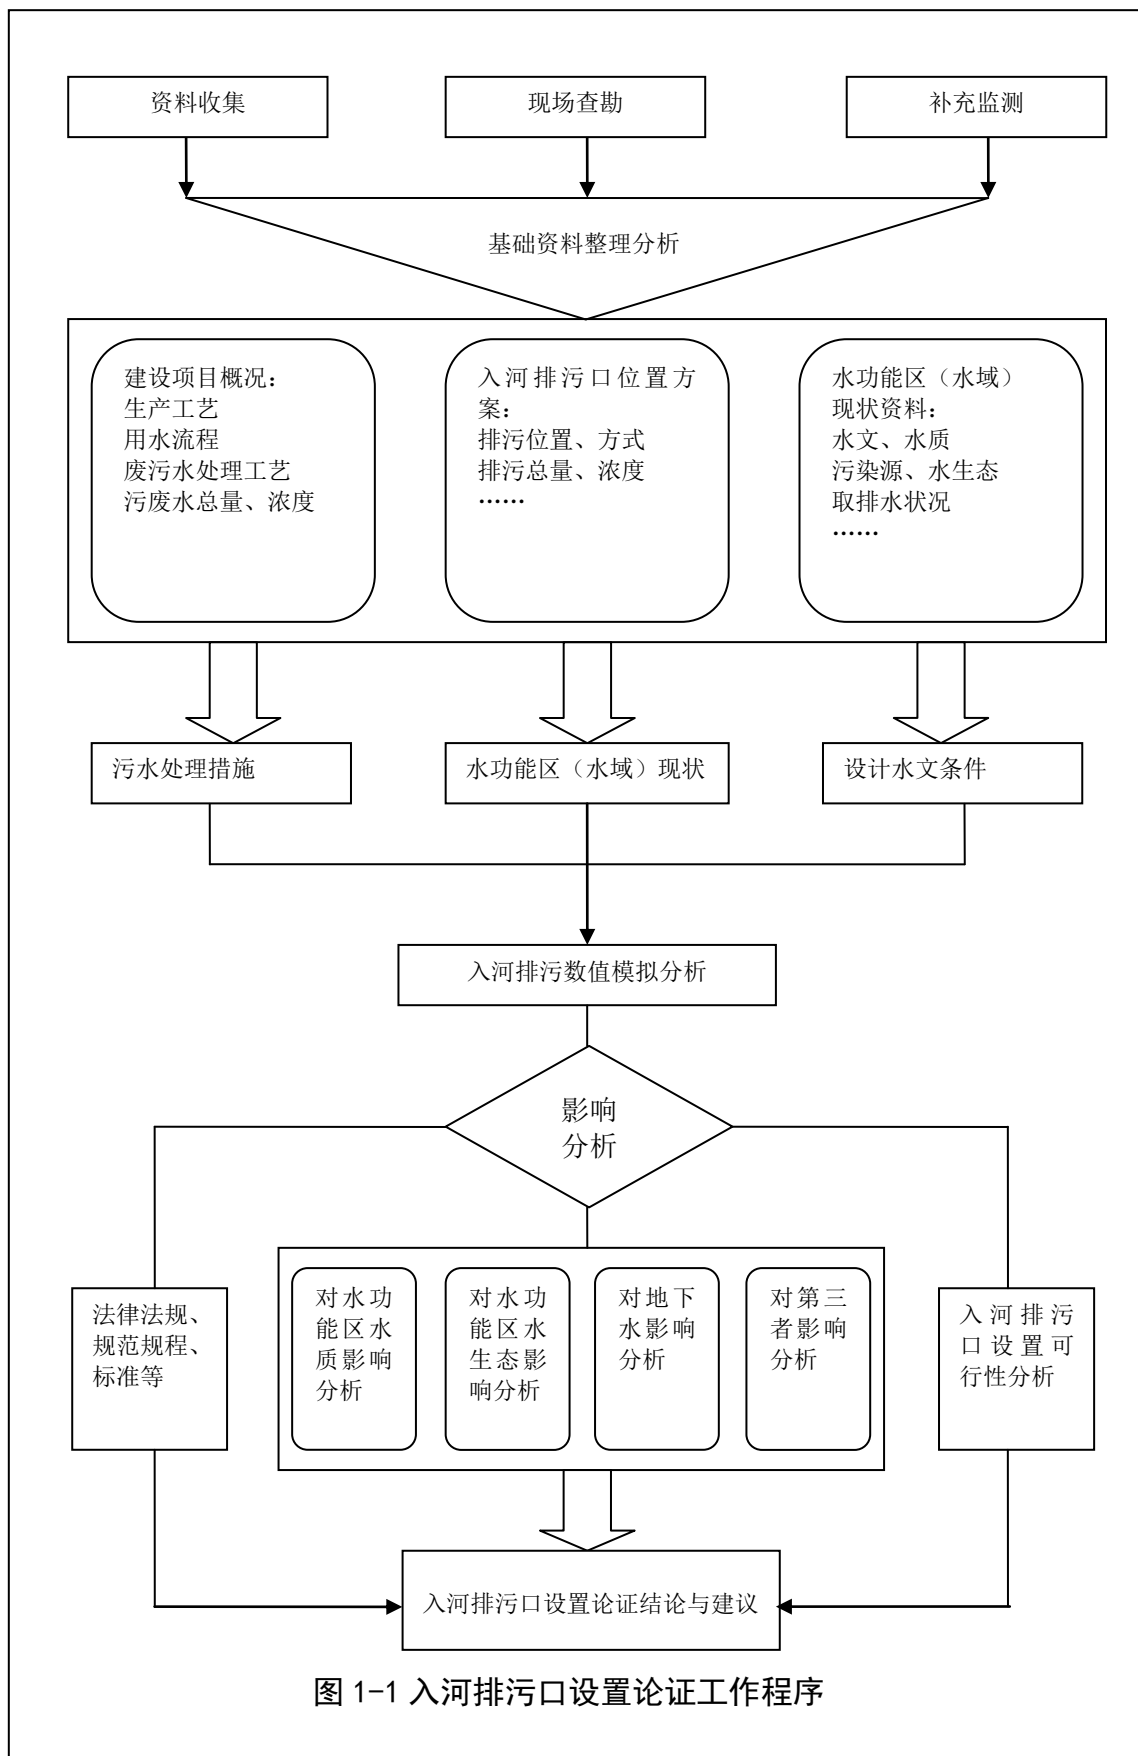 资料收集
现场查勘
补充监测
基础资料整理分析
建设项目概况：
生产工艺
用水流程
废污水处理工艺
污废水总量、浓度
入河排污口位置方
案：
排污位置、方式
排污总量、浓度
……
水功能区（水域）
现状资料：
水文、水质
污染源、水生态
取排水状况
……
污水处理措施
水功能区（水域）现状
设计水文条件
入河排污数值模拟分析
影响
分析
法律法规、
规范规程、
标准等
对水功
能区水
质影响
分析
对水功
能区水
生态影
响分析
对地下
水影响
分析
对第三
者影响
分析
入河排污
口设置可
行性分析
入河排污口设置论证结论与建议
图 1-1 入河排污口设置论证工作程序